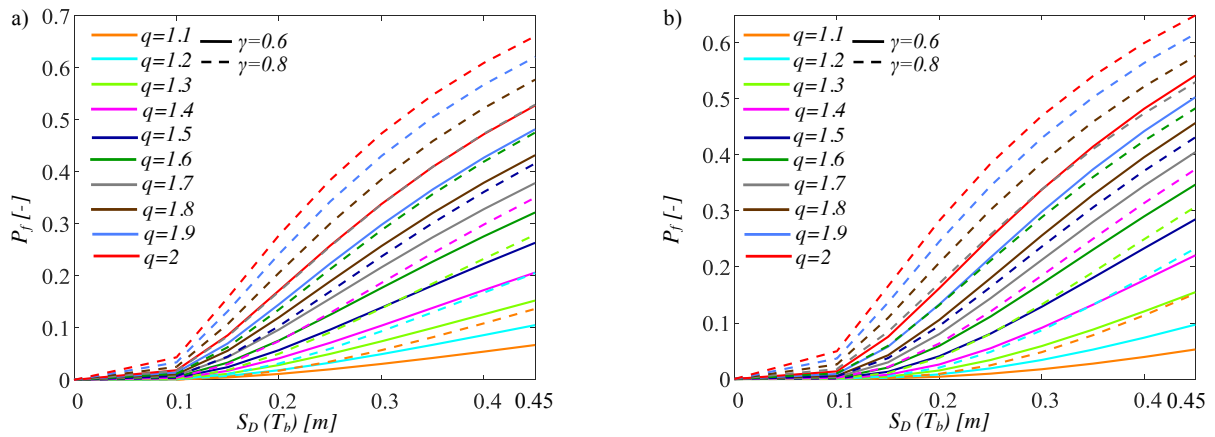 a)
0.7
0.6
0.5
0.4
0.3
0.2
0.1
0
P_f [-]
q=1.1
q=1.2
q=1.3
q=1.4
q=1.5
q=1.6
q=1.7
q=1.8
q=1.9
q=2
γ=0.6
γ=0.8
0 0.1 0.2 0.3 0.4 0.45
S_D (T_b) [m]
b)
0.6
0.5
0.4
0.3
0.2
0.1
0
P_f [-]
q=1.1
q=1.2
q=1.3
q=1.4
q=1.5
q=1.6
q=1.7
q=1.8
q=1.9
q=2
γ=0.6
γ=0.8
0 0.1 0.2 0.3 0.4 0.45
S_D (T_b) [m]